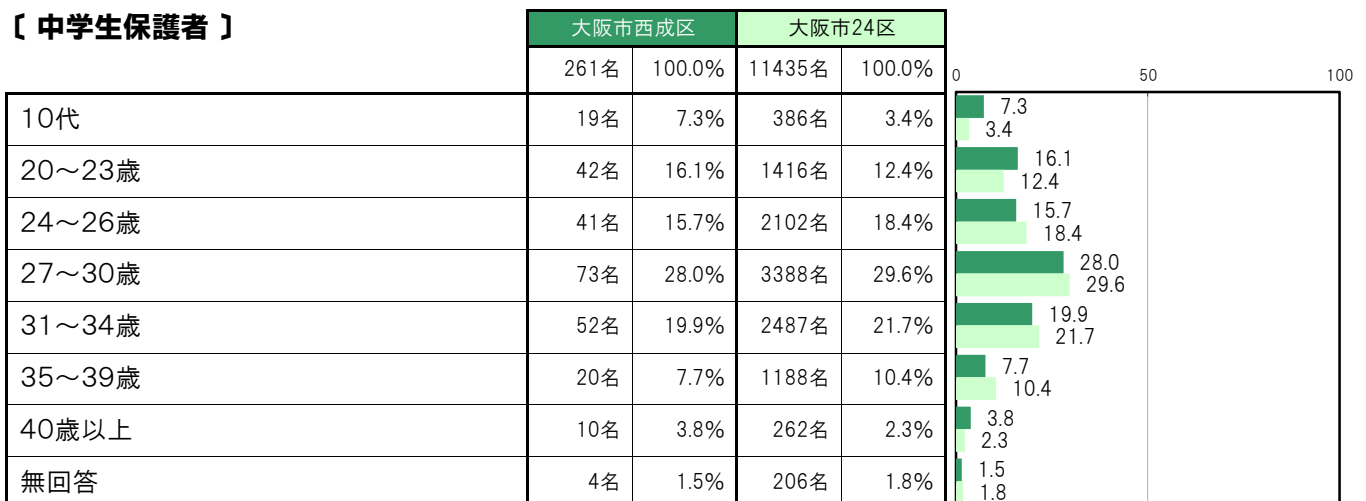 〔 中学生保護者 〕
大阪市西成区 大阪市24区
261名 100.0% 11435名 100.0% 0 50 100
10代 19名 7.3% 386名 3.4% 7.3
3.4
20～23歳 42名 16.1% 1416名 12.4% 16.1
12.4
24～26歳 41名 15.7% 2102名 18.4% 15.7
18.4
27～30歳 73名 28.0% 3388名 29.6% 28.0
29.6
31～34歳 52名 19.9% 2487名 21.7% 19.9
21.7
35～39歳 20名 7.7% 1188名 10.4% 7.7
10.4
40歳以上 10名 3.8% 262名 2.3% 3.8
2.3
無回答 4名 1.5% 206名 1.8% 1.5
1.8